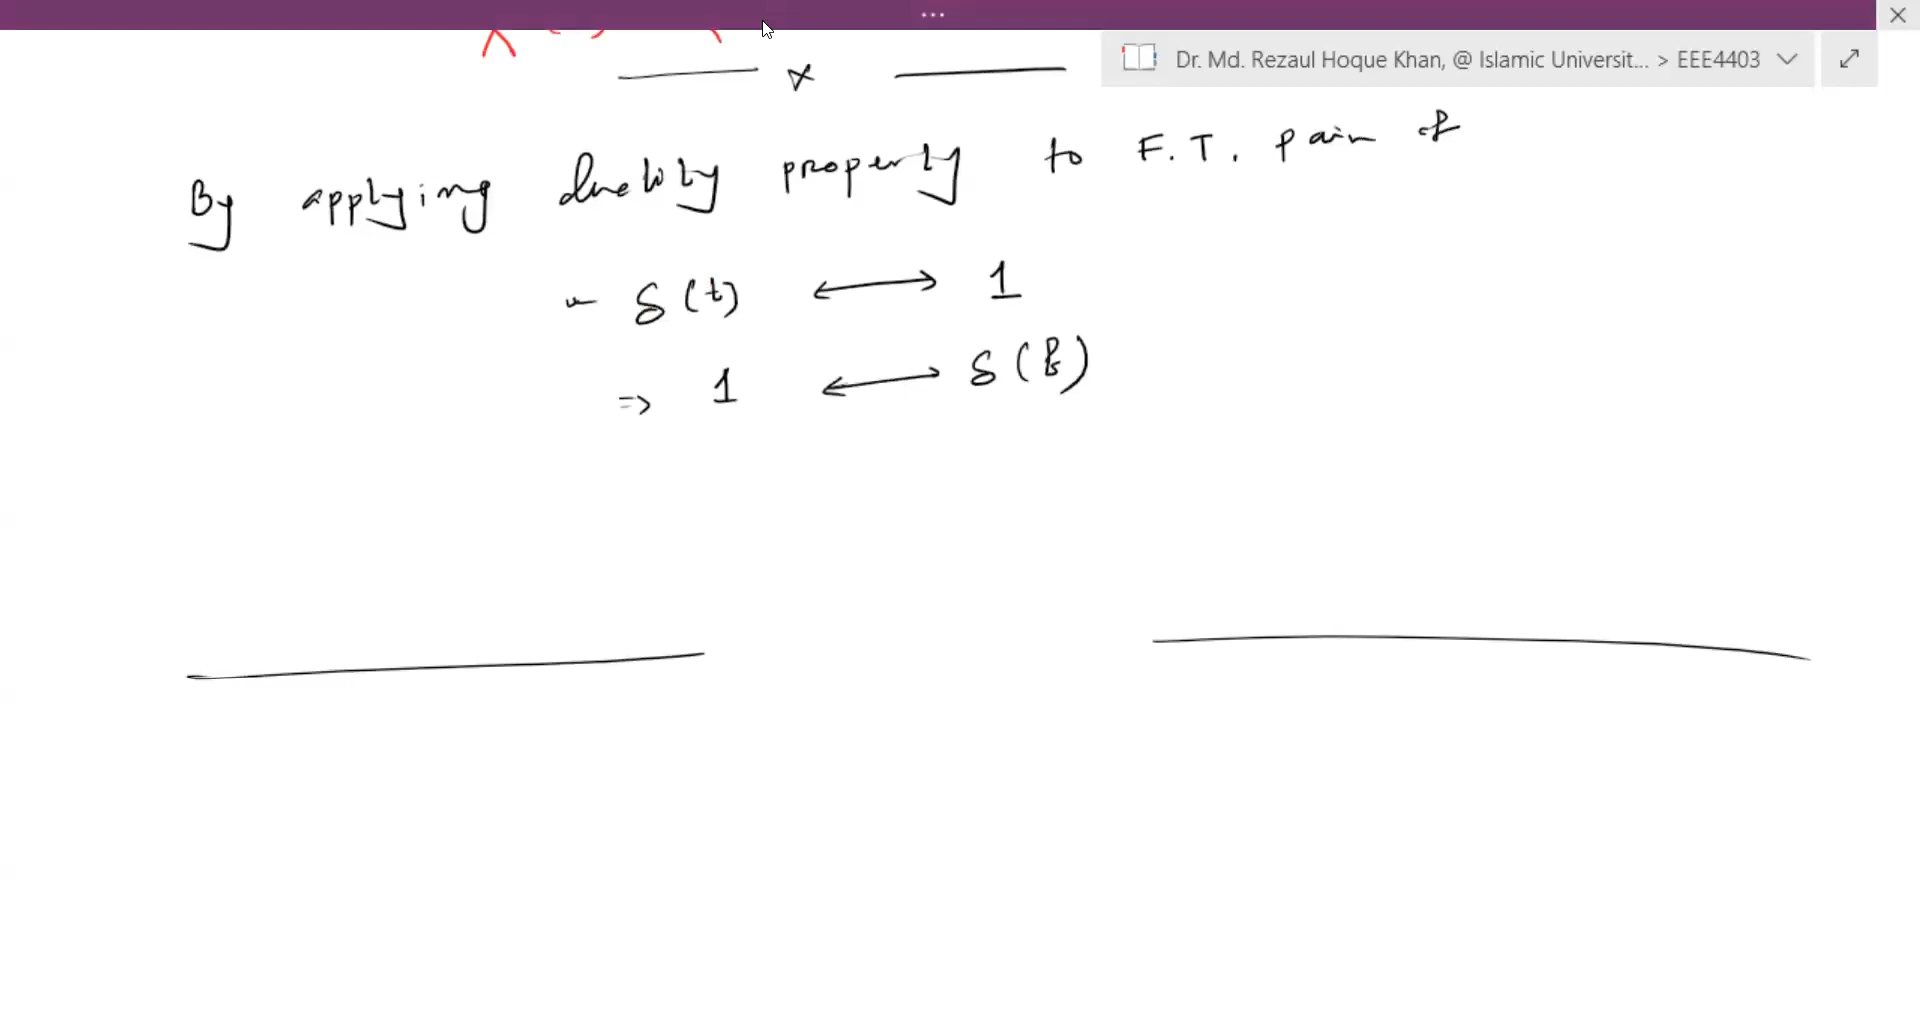 Dr. Md. Rezaul Hoque Khan, @ Islamic Universit... > EEE4403
By applying duality property to F.T. pair of
δ(t) ⟷ 1
⇒ 1 ⟷ δ(f)